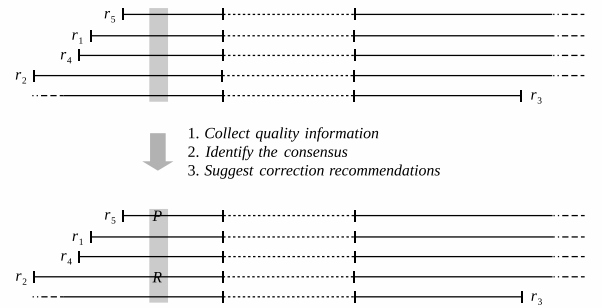 r5
r1
r4
r2
r3
1. Collect quality information
2. Identify the consensus
3. Suggest correction recommendations
r5 P
r1
r4
r2 R
r3